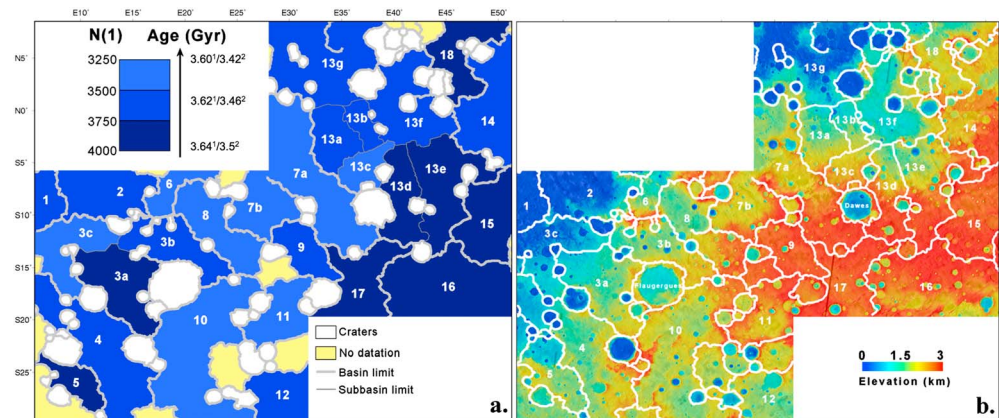 E10° E15° E20° E25° E30° E35° E40° E45° E50°
N5°
N0°
S5°
S10°
S15°
S20°
S25°
N(1) Age (Gyr)
3250
3500
3750
4000
3.60¹/3.42²
3.62¹/3.46²
3.64¹/3.5²
18
13g
13b
13f
14
13a
13c
13e
7a
13d
1
2
6
8
7b
15
3c
3b
9
3a
17
16
10
11
4
5
12
Craters
No datation
Basin limit
Subbasin limit
a.
18
13g
13b
13f
14
13a
13e
7a
13c
13d
Dawes
1
2
6
8
7b
15
3c
3b
9
3a
Flaugergues
17
16
10
11
4
5
12
0 1.5 3
Elevation (km)
b.